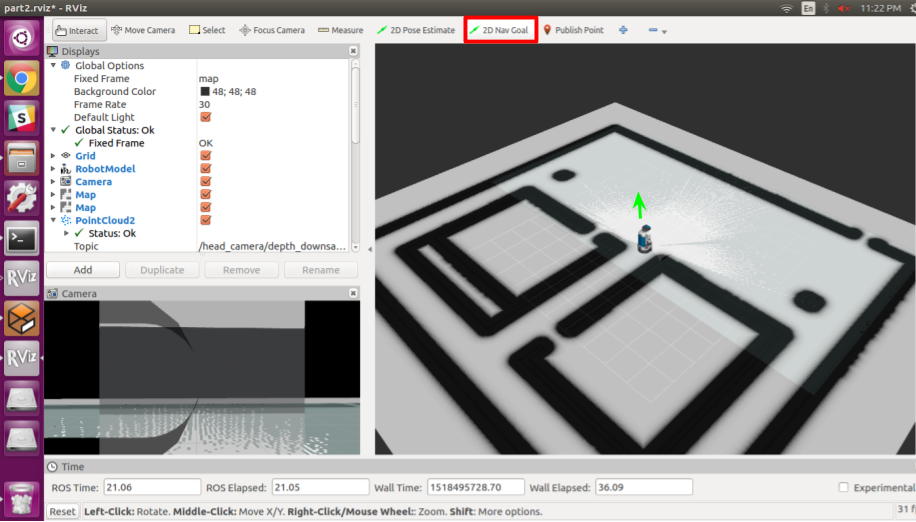 part2.rviz* - RViz
En
11:22 PM
Interact Move Camera Select Focus Camera Measure 2D Pose Estimate 2D Nav Goal Publish Point
Displays
Global Options
Fixed Frame map
Background Color 48; 48; 48
Frame Rate 30
Default Light
Global Status: Ok
Fixed Frame OK
Grid
RobotModel
Camera
Map
Map
PointCloud2
Status: Ok
Topic /head_camera/depth_downsa...
Add Duplicate Remove Rename
Camera
S
>_
RViz
RViz
Time
ROS Time: 21.06 ROS Elapsed: 21.05 Wall Time: 1518495728.70 Wall Elapsed: 36.09 Experimental
Reset Left-Click: Rotate. Middle-Click: Move X/Y. Right-Click/Mouse Wheel:: Zoom. Shift: More options. 31 f